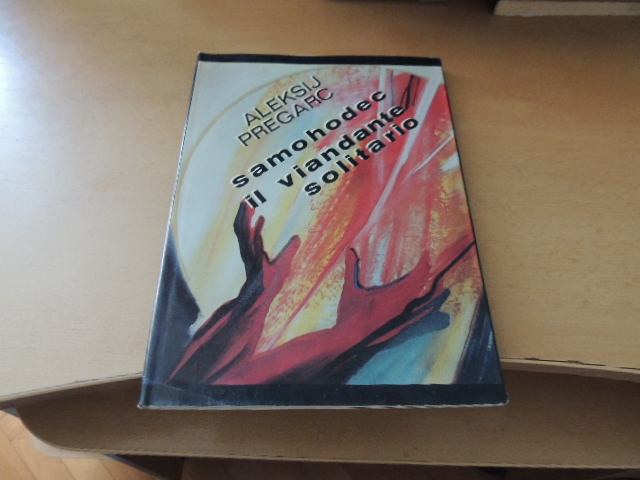 ALEKSIJ
PREGARC
samohodec
il viandante
solitario